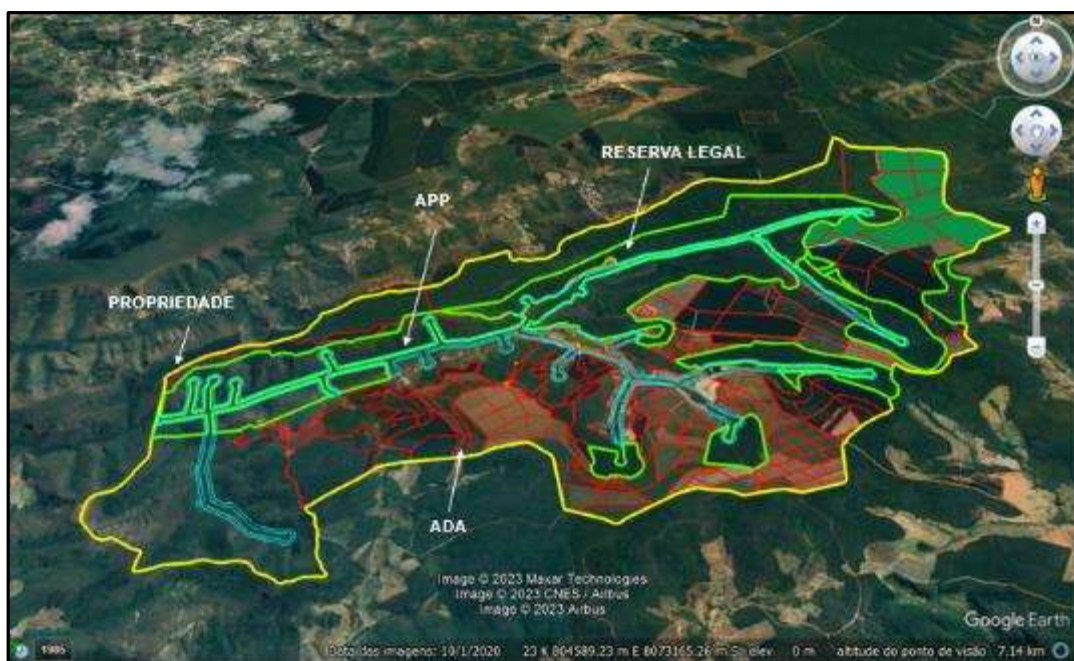 N
RESERVA LEGAL
APP
PROPRIEDADE
ADA
Image © 2023 Maxar Technologies
Image © 2023 CNES / Airbus
Image © 2023 Airbus
Google Earth
1985 Data das imagens: 10/1/2020 23 K 804589.23 m E 8073165.26 m S elev 0 m altitude do ponto de visão 7.14 km